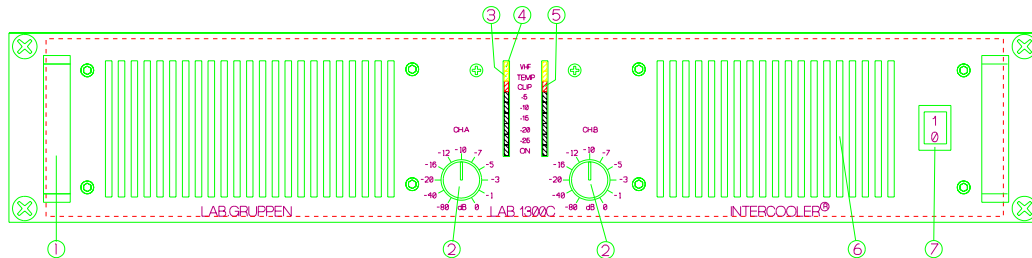 ③ ④ ⑤
VHF
TEMP
CLIP
-5
-10
-15
-20
-25
ON
CH.A
-80 -40 -20 -16 -12 -10 -7 -5 -3 -1 0
dB
CH.B
-80 -40 -20 -16 -12 -10 -7 -5 -3 -1 0
dB
1
0
LAB.GRUPPEN
LAB.1300C
INTERCOOLER®
① ② ② ⑥ ⑦